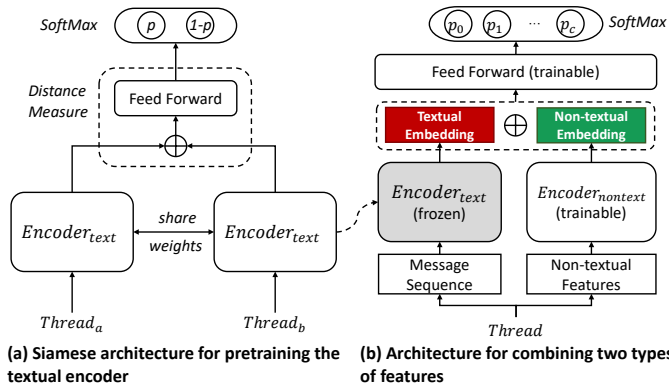 SoftMax
p 1-p
Distance
Measure
Feed Forward
Encoder_text
share
weights
Encoder_text
Thread_a
Thread_b
(a) Siamese architecture for pretraining the
textual encoder
p_0 p_1 ... p_c
SoftMax
Feed Forward (trainable)
Textual
Embedding
Non-textual
Embedding
Encoder_text
(frozen)
Encoder_nontext
(trainable)
Message
Sequence
Non-textual
Features
Thread
(b) Architecture for combining two types
of features